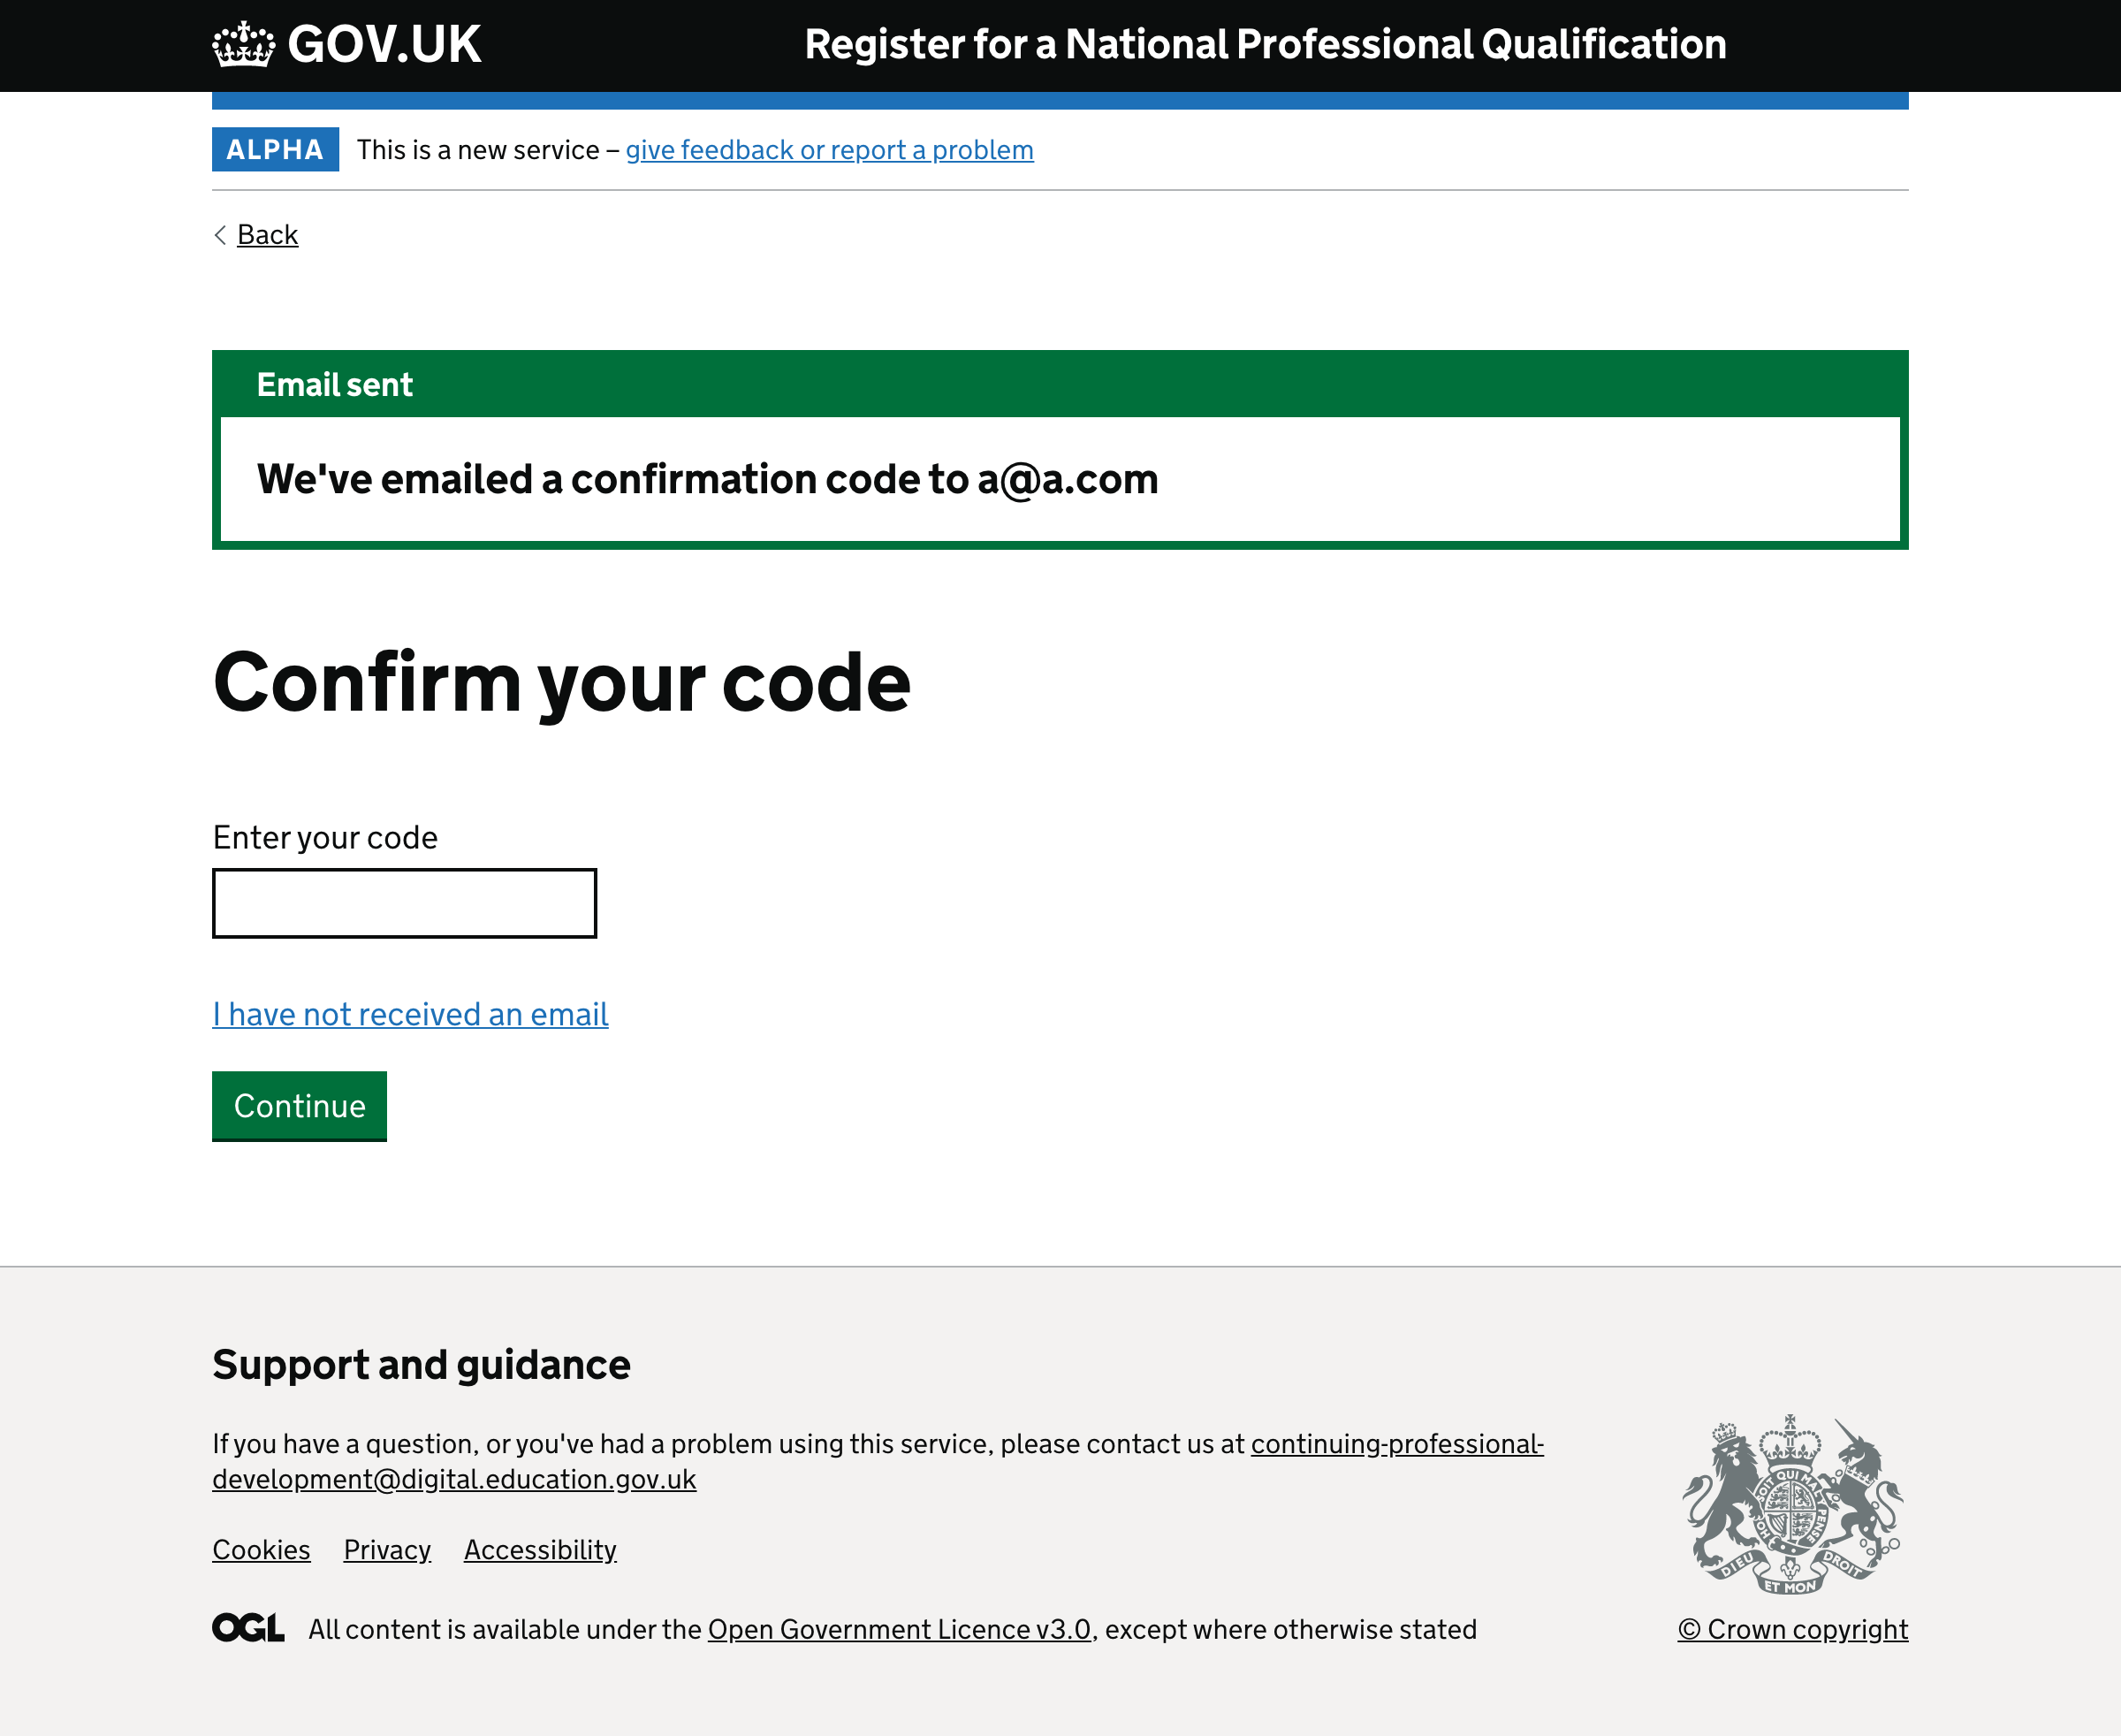 GOV.UK
Register for a National Professional Qualification
ALPHA This is a new service – give feedback or report a problem
Back
Email sent
We've emailed a confirmation code to a@a.com
Confirm your code
Enter your code
I have not received an email
Continue
Support and guidance
If you have a question, or you've had a problem using this service, please contact us at continuing-professional-
development@digital.education.gov.uk
Cookies Privacy Accessibility
DIEU ET MON DROIT
OGL All content is available under the Open Government Licence v3.0, except where otherwise stated
© Crown copyright